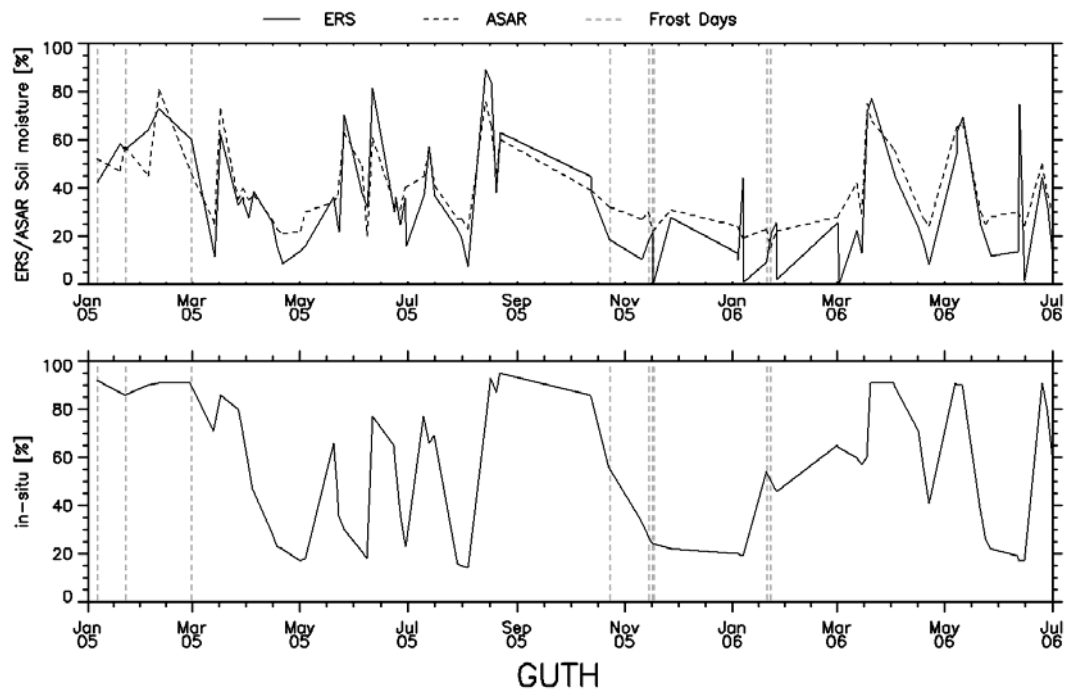 ERS ASAR Frost Days
ERS/ASAR Soil moisture [%]
100
80
60
40
20
0
Jan Mar May Jul Sep Nov Jan Mar May Jul
05 05 05 05 05 05 06 06 06 06
in-situ [%]
100
80
60
40
20
0
Jan Mar May Jul Sep Nov Jan Mar May Jul
05 05 05 05 05 05 06 06 06 06
GUTH